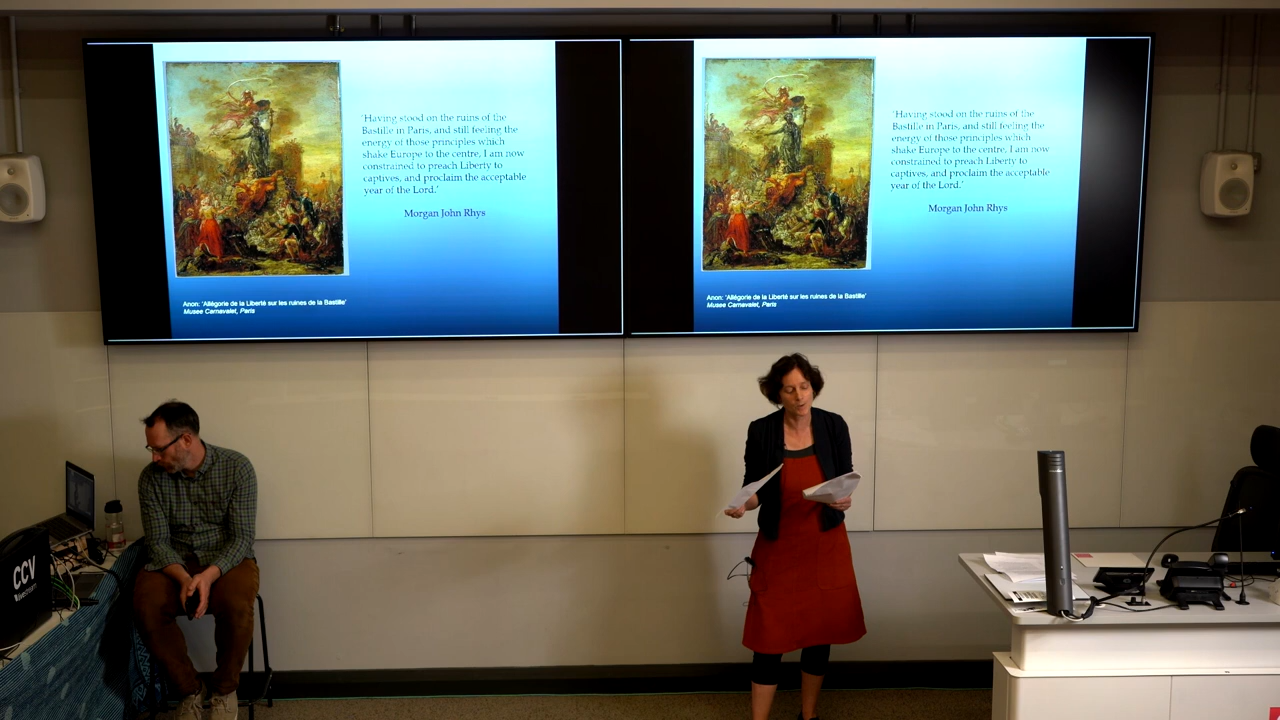 'Having stood on the ruins of the
Bastille in Paris, and still feeling the
energy of those principles which
shake Europe to the centre, I am now
constrained to preach Liberty to
captives, and proclaim the acceptable
year of the Lord.'
Morgan John Rhys
Anon: 'Allégorie de la Liberté sur les ruines de la Bastille'
Musee Carnavalet, Paris
'Having stood on the ruins of the
Bastille in Paris, and still feeling the
energy of those principles which
shake Europe to the centre, I am now
constrained to preach Liberty to
captives, and proclaim the acceptable
year of the Lord.'
Morgan John Rhys
Anon: 'Allégorie de la Liberté sur les ruines de la Bastille'
Musee Carnavalet, Paris
CCV